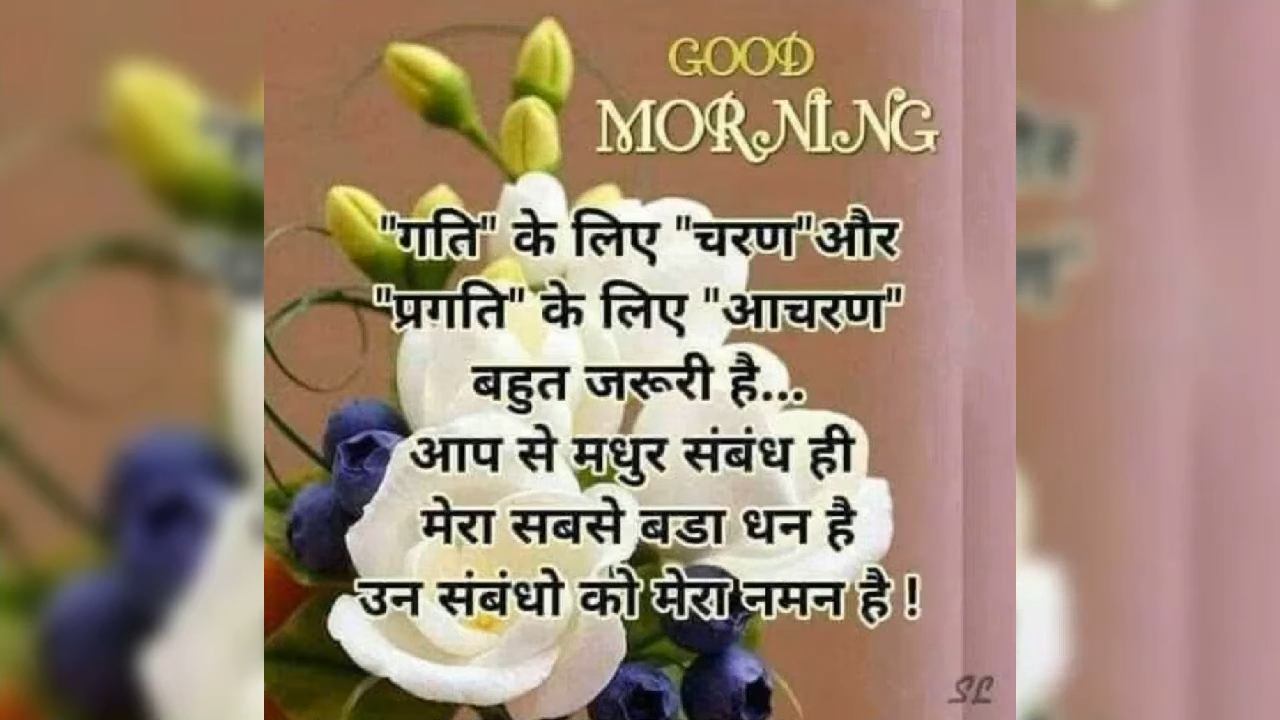 GOOD
MORNING
"गति" के लिए "चरण"और
"प्रगति" के लिए "आचरण"
बहुत जरूरी है...
आप से मधुर संबंध ही
मेरा सबसे बडा धन है
उन संबंधो को मेरा नमन है !
SL